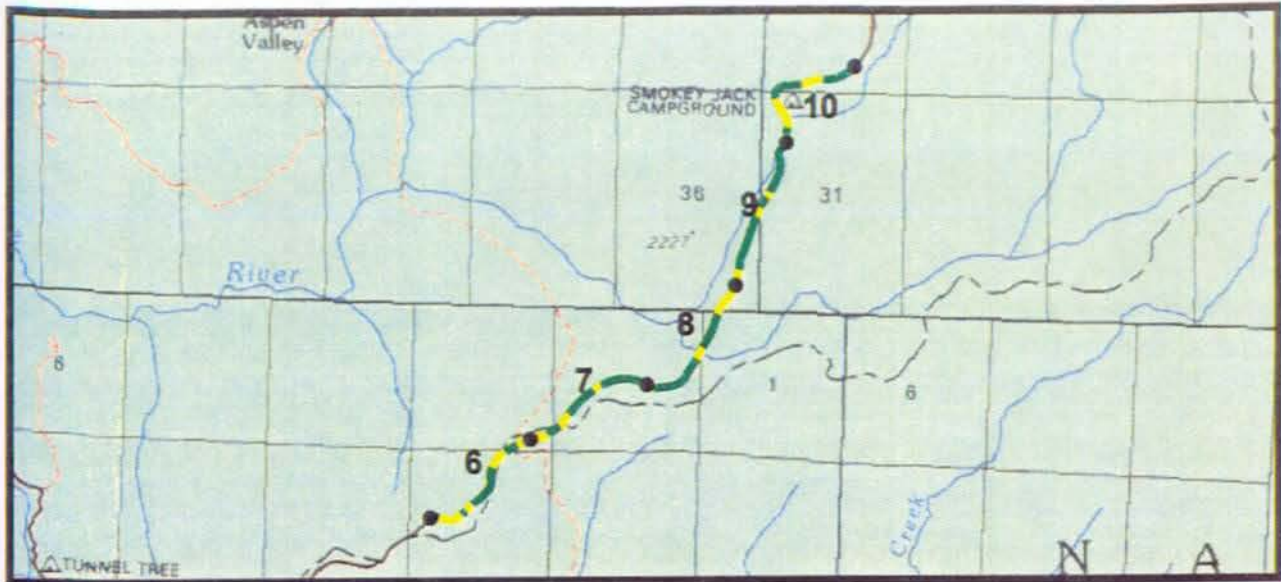 Aspen
Valley
SMOKEY JACK
CAMPGROUND
10
36
9
31
2227
River
8
6
7
1
6
6
Creek
TUNNEL TREE
N A